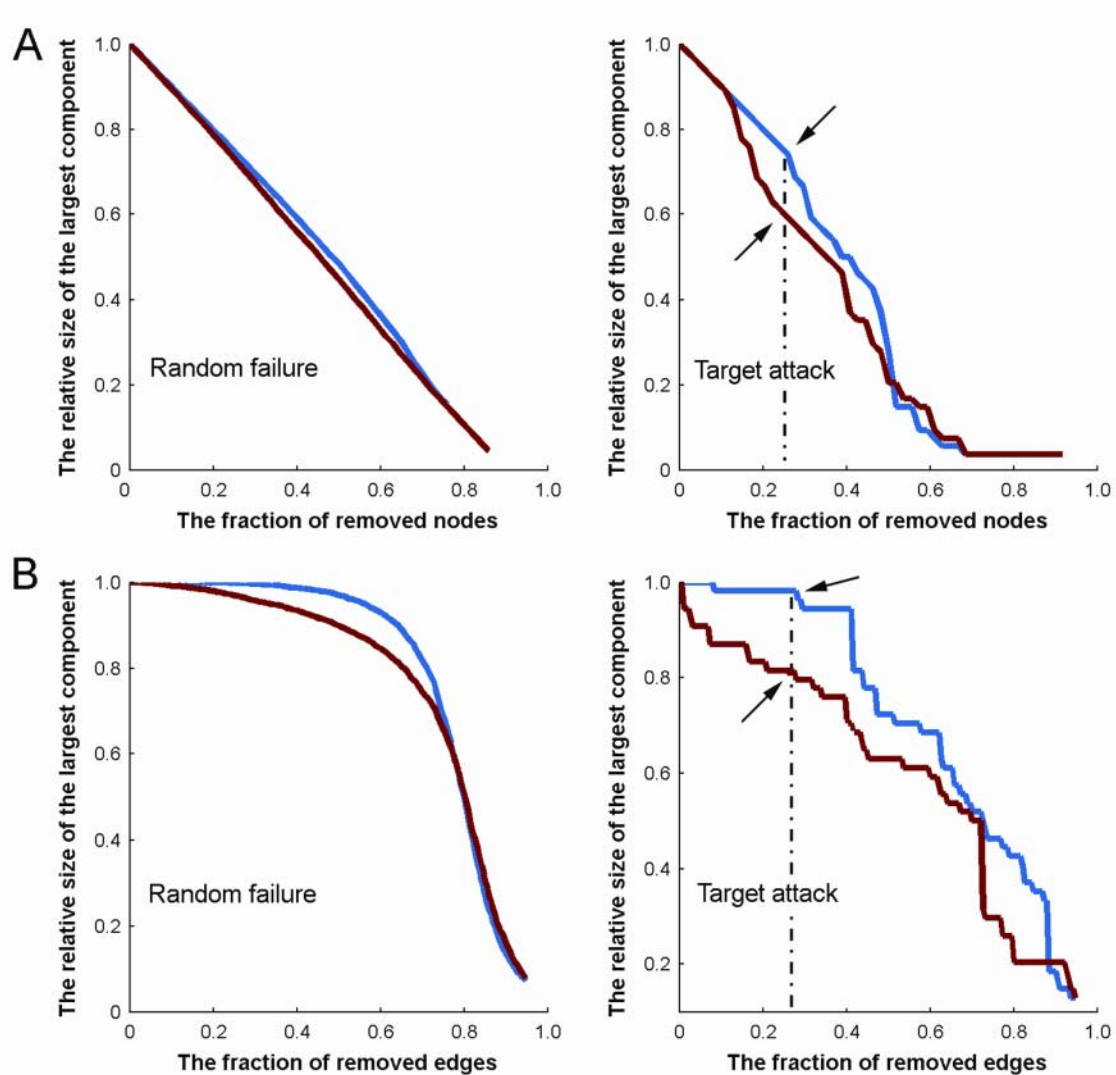 A
The relative size of the largest component
1.0
0.8
0.6
0.4
0.2
0
Random failure
0 0.2 0.4 0.6 0.8 1.0
The fraction of removed nodes
The relative size of the largest component
1.0
0.8
0.6
0.4
0.2
0
Target attack
0 0.2 0.4 0.6 0.8 1.0
The fraction of removed nodes
B
The relative size of the largest component
1.0
0.8
0.6
0.4
0.2
0
Random failure
0 0.2 0.4 0.6 0.8 1.0
The fraction of removed edges
The relative size of the largest component
1.0
0.8
0.6
0.4
0.2
Target attack
0 0.2 0.4 0.6 0.8 1.0
The fraction of removed edges